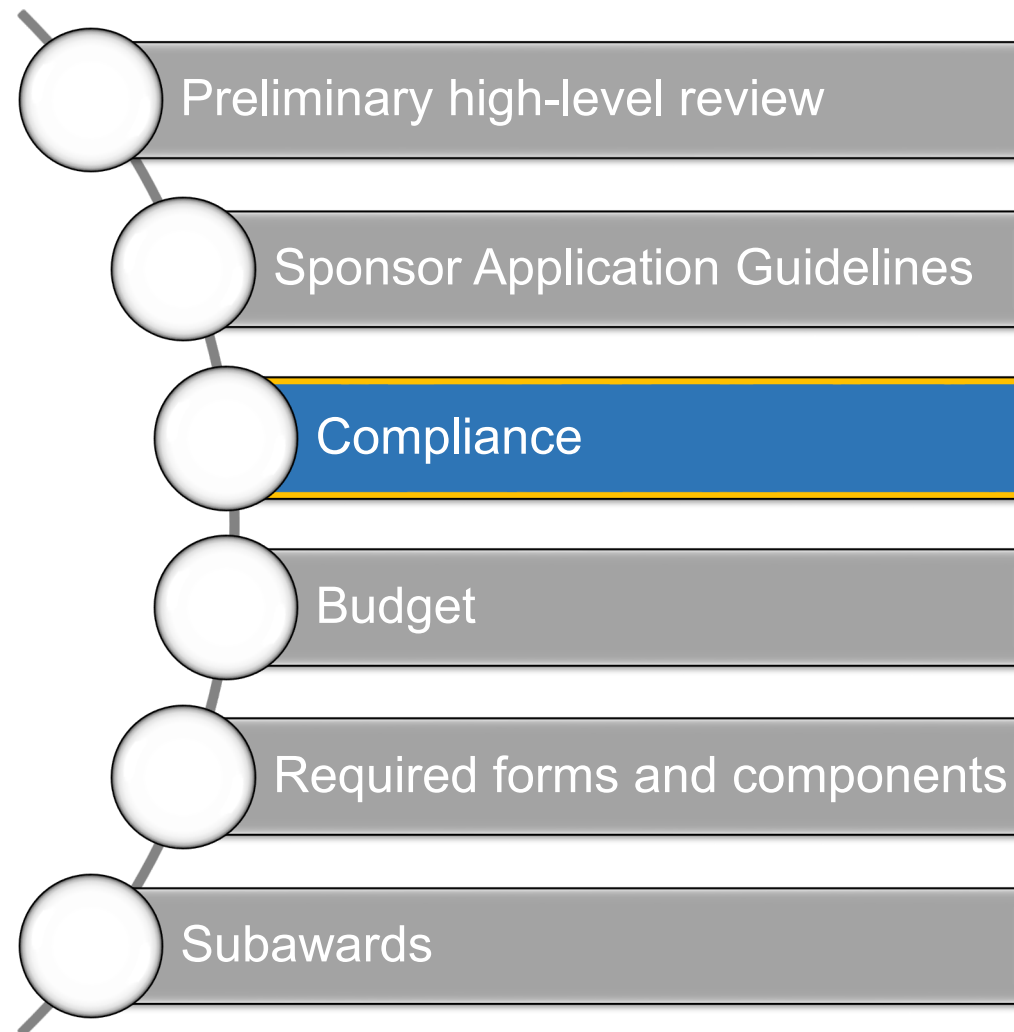 Preliminary high-level review
Sponsor Application Guidelines
Compliance
Budget
Required forms and components
Subawards